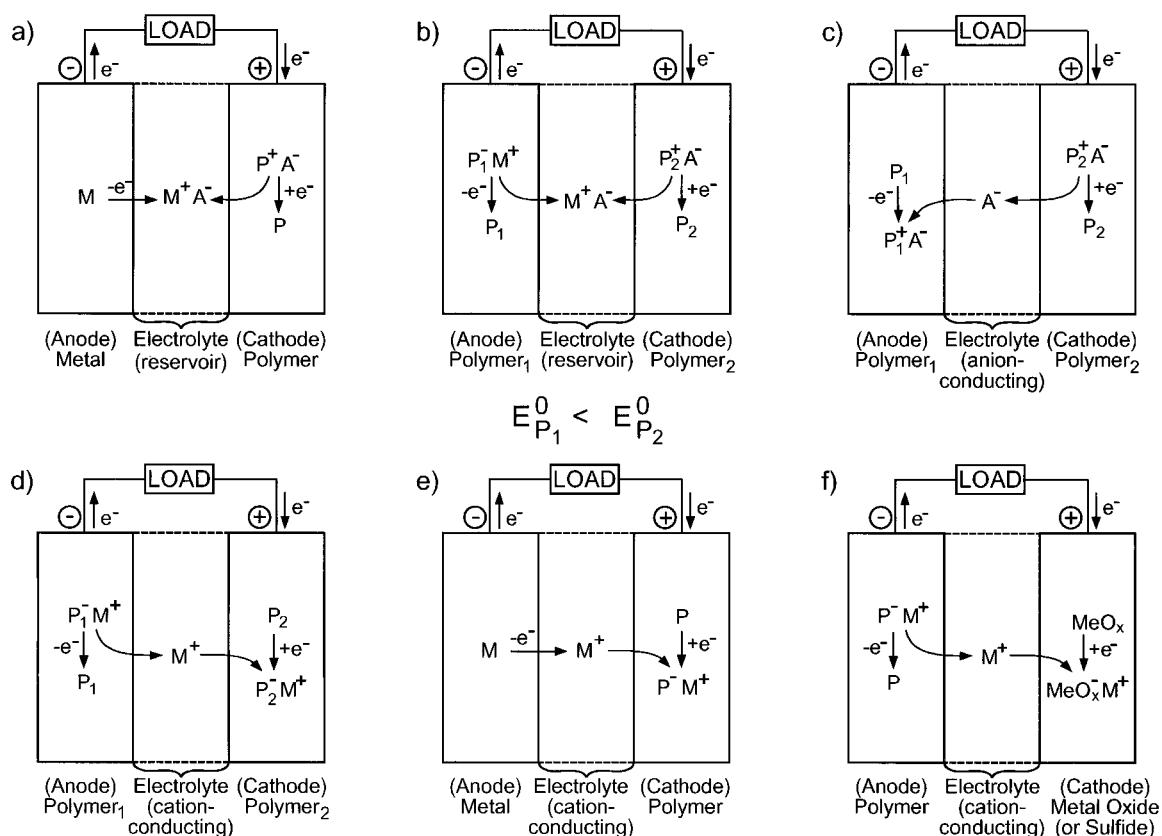 a)
LOAD
- e⁻ + e⁻
M -e⁻ M⁺A⁻
P⁺A⁻
+e⁻
P
(Anode) Metal
Electrolyte (reservoir)
(Cathode) Polymer
b)
LOAD
- e⁻ + e⁻
P₁⁻M⁺
-e⁻
P₁
M⁺A⁻
P₂⁺A⁻
+e⁻
P₂
(Anode) Polymer₁
Electrolyte (reservoir)
(Cathode) Polymer₂
c)
LOAD
- e⁻ + e⁻
P₁
-e⁻
P₁⁺A⁻
A⁻
P₂⁺A⁻
+e⁻
P₂
(Anode) Polymer₁
Electrolyte (anion-conducting)
(Cathode) Polymer₂
E⁰P₁ < E⁰P₂
d)
LOAD
- e⁻ + e⁻
P₁⁻M⁺
-e⁻
P₁
M⁺
P₂
+e⁻
P₂⁻M⁺
(Anode) Polymer₁
Electrolyte (cation-conducting)
(Cathode) Polymer₂
e)
LOAD
- e⁻ + e⁻
M -e⁻ M⁺
P
+e⁻
P⁻M⁺
(Anode) Metal
Electrolyte (cation-conducting)
(Cathode) Polymer
f)
LOAD
- e⁻ + e⁻
P⁻M⁺
-e⁻
P
M⁺
MeOₓ
+e⁻
MeOₓ⁻M⁺
(Anode) Polymer
Electrolyte (cation-conducting)
(Cathode) Metal Oxide (or Sulfide)